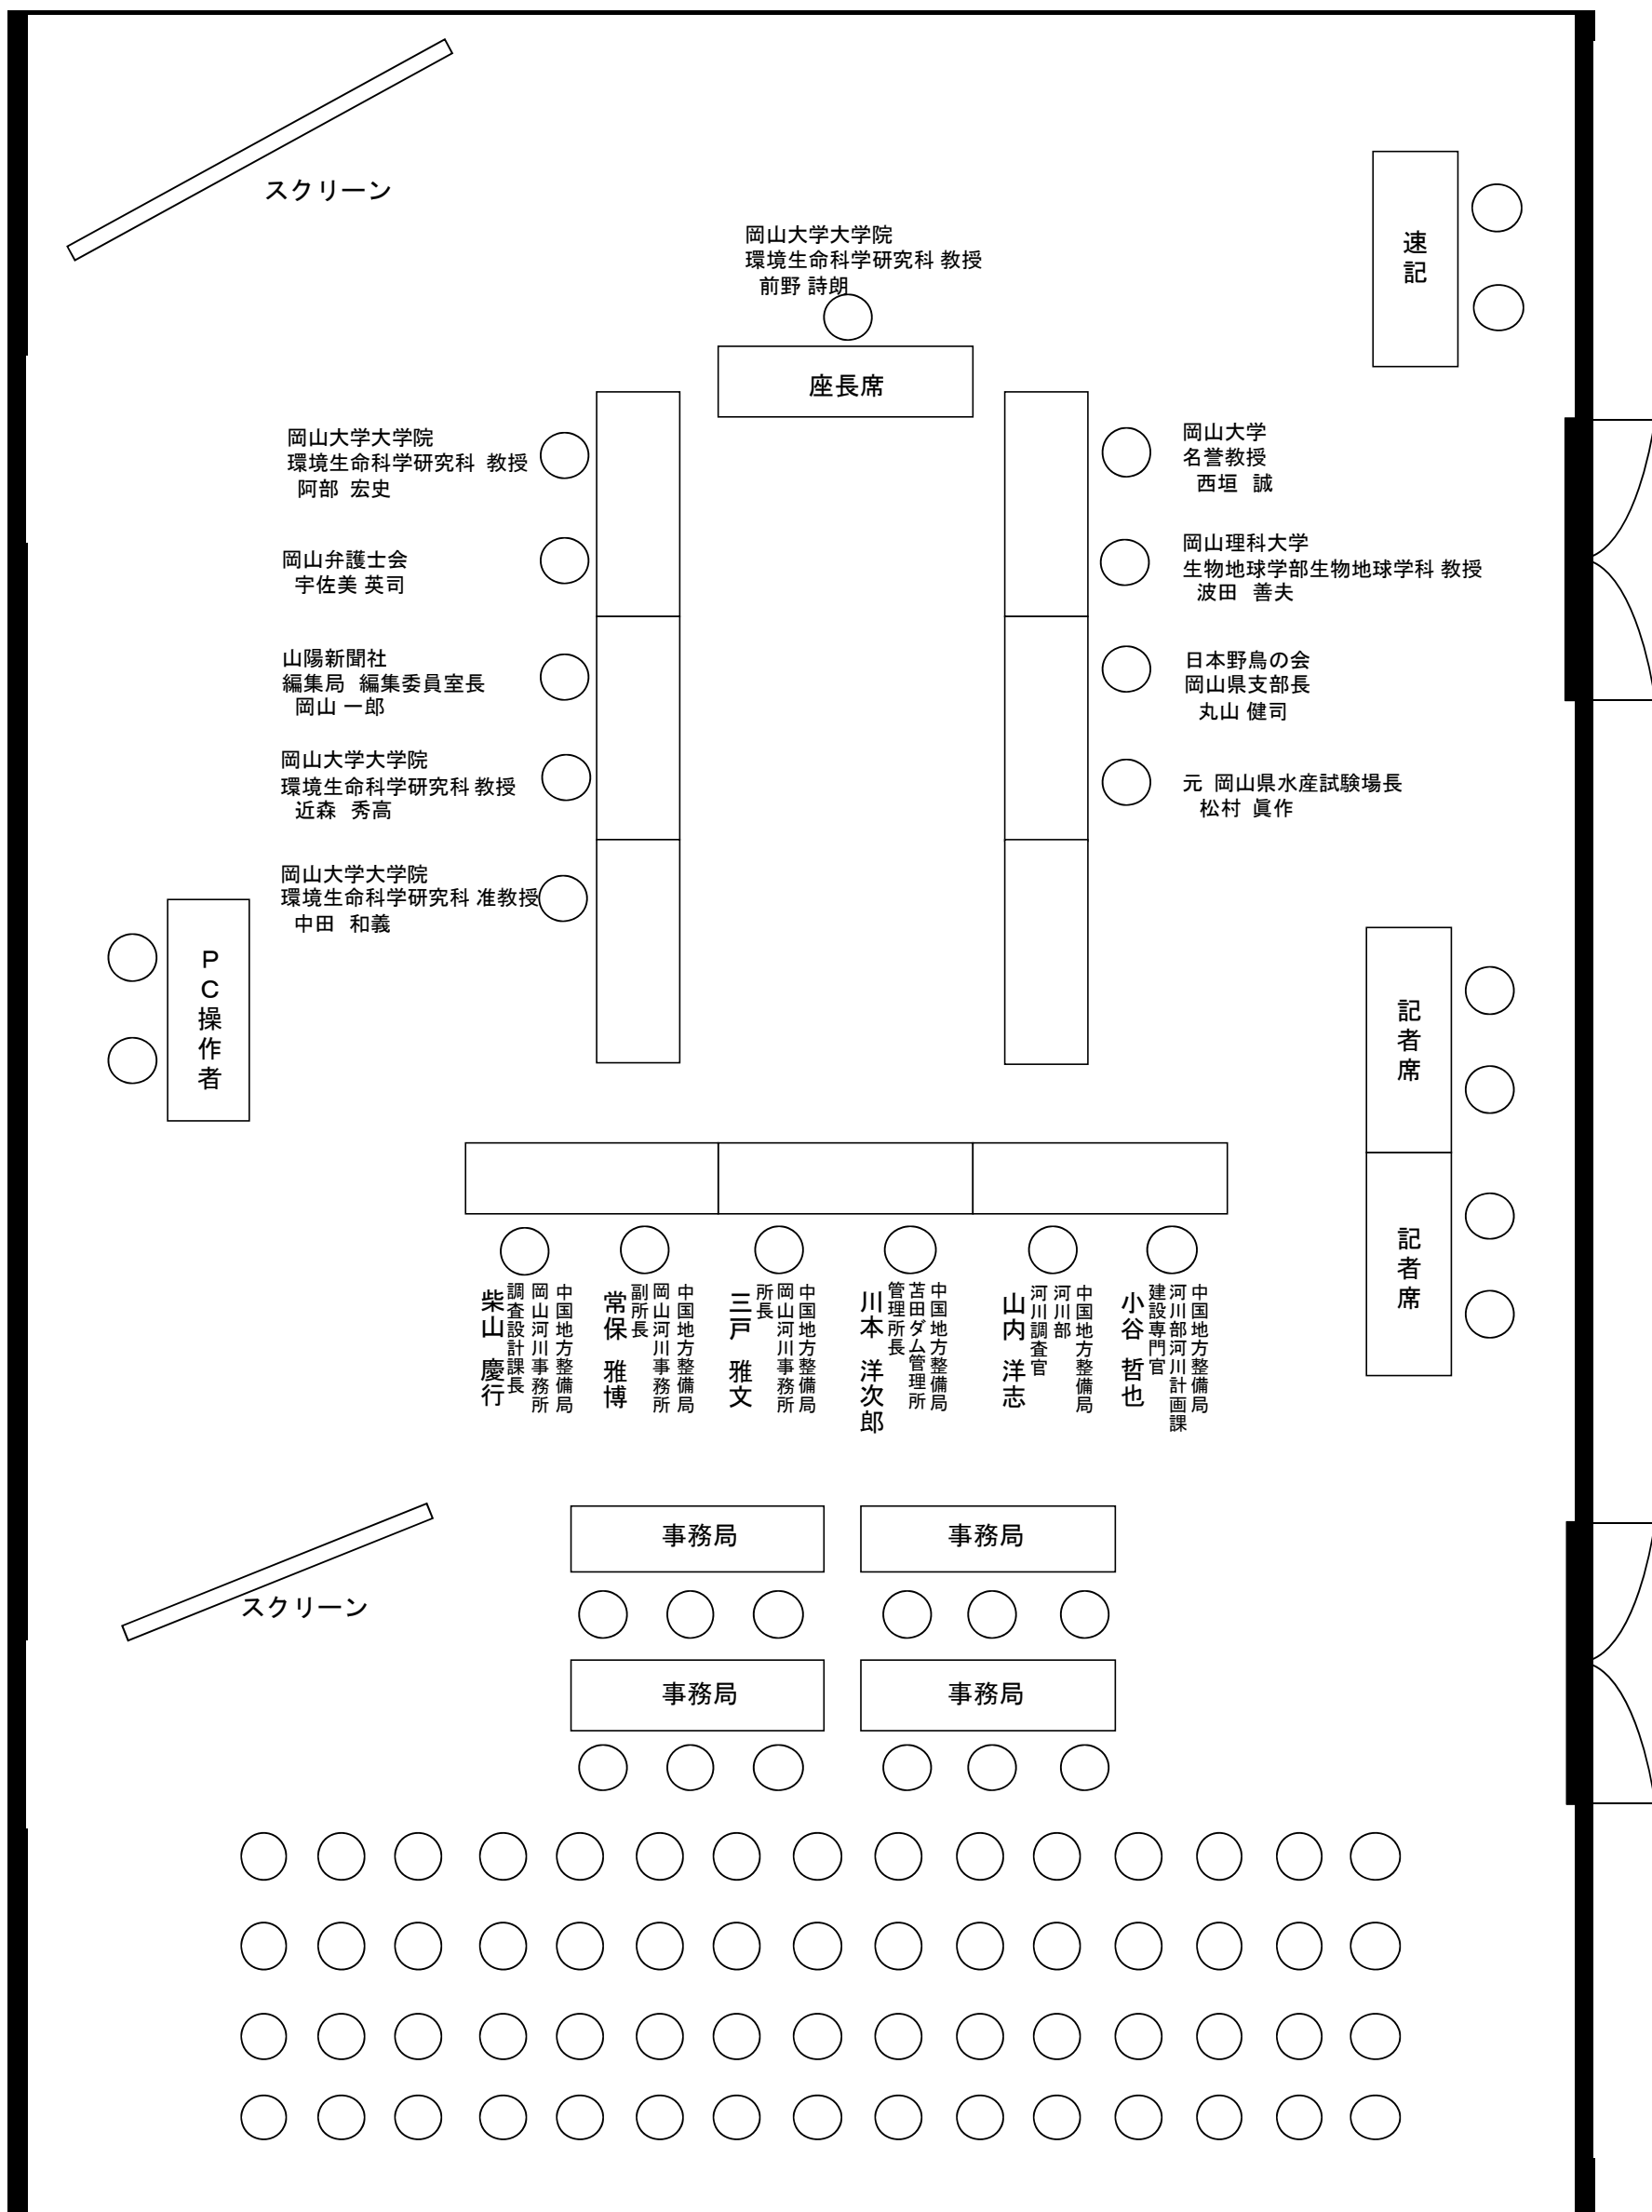 スクリーン
速記
岡山大学大学院
環境生命科学研究科 教授
前野 詩朗
座長席
岡山大学大学院
環境生命科学研究科 教授
阿部 宏史
岡山弁護士会
宇佐美 英司
山陽新聞社
編集局 編集委員室長
岡山 一郎
岡山大学大学院
環境生命科学研究科 教授
近森 秀高
岡山大学大学院
環境生命科学研究科 准教授
中田 和義
岡山大学
名誉教授
西垣 誠
岡山理科大学
生物地球学部生物地球学科 教授
波田 善夫
日本野鳥の会
岡山県支部長
丸山 健司
元 岡山県水産試験場長
松村 眞作
PC操作者
記者席
記者席
中国地方整備局
岡山河川事務所
調査設計課長
柴山 慶行
中国地方整備局
岡山河川事務所
副所長
常保 雅博
中国地方整備局
岡山河川事務所
所長
三戸 雅文
中国地方整備局
苫田ダム管理所
管理所長
川本 洋次郎
中国地方整備局
河川部
河川調査官
山内 洋志
中国地方整備局
河川部河川計画課
建設専門官
小谷 哲也
事務局
事務局
スクリーン
事務局
事務局